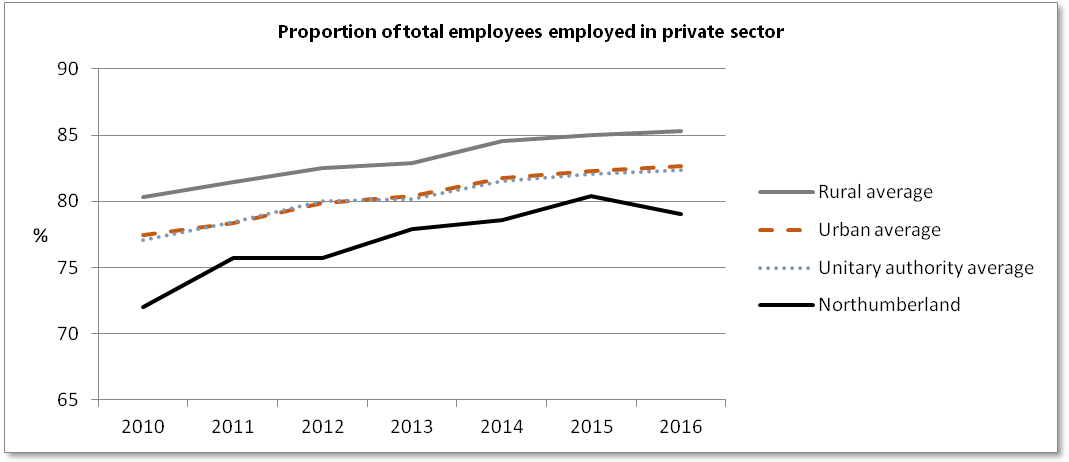 Proportion of total employees employed in private sector
90
85
80
75
70
65
%
2010 2011 2012 2013 2014 2015 2016
Rural average
Urban average
Unitary authority average
Northumberland